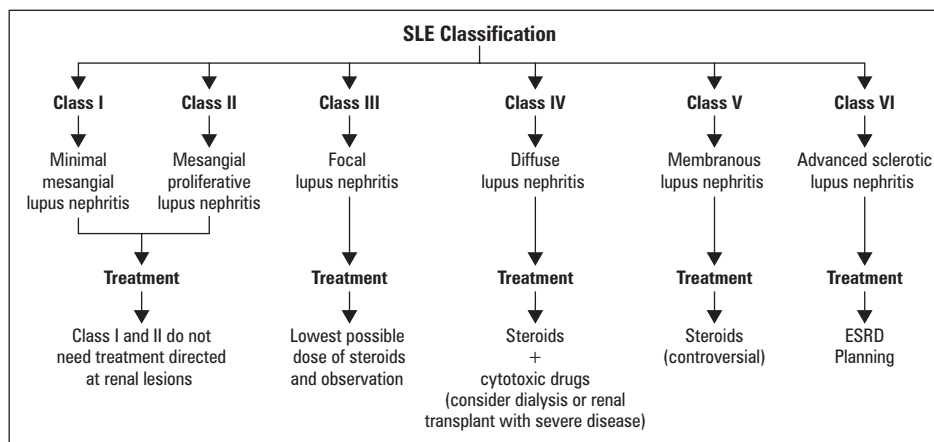 SLE Classification
Class I
Class II
Class III
Class IV
Class V
Class VI
Minimal
mesangial
lupus nephritis
Mesangial
proliferative
lupus nephritis
Focal
lupus nephritis
Diffuse
lupus nephritis
Membranous
lupus nephritis
Advanced sclerotic
lupus nephritis
Treatment
Treatment
Treatment
Treatment
Treatment
Class I and II do not
need treatment directed
at renal lesions
Lowest possible
dose of steroids
and observation
Steroids
+
cytotoxic drugs
(consider dialysis or renal
transplant with severe disease)
Steroids
(controversial)
ESRD
Planning